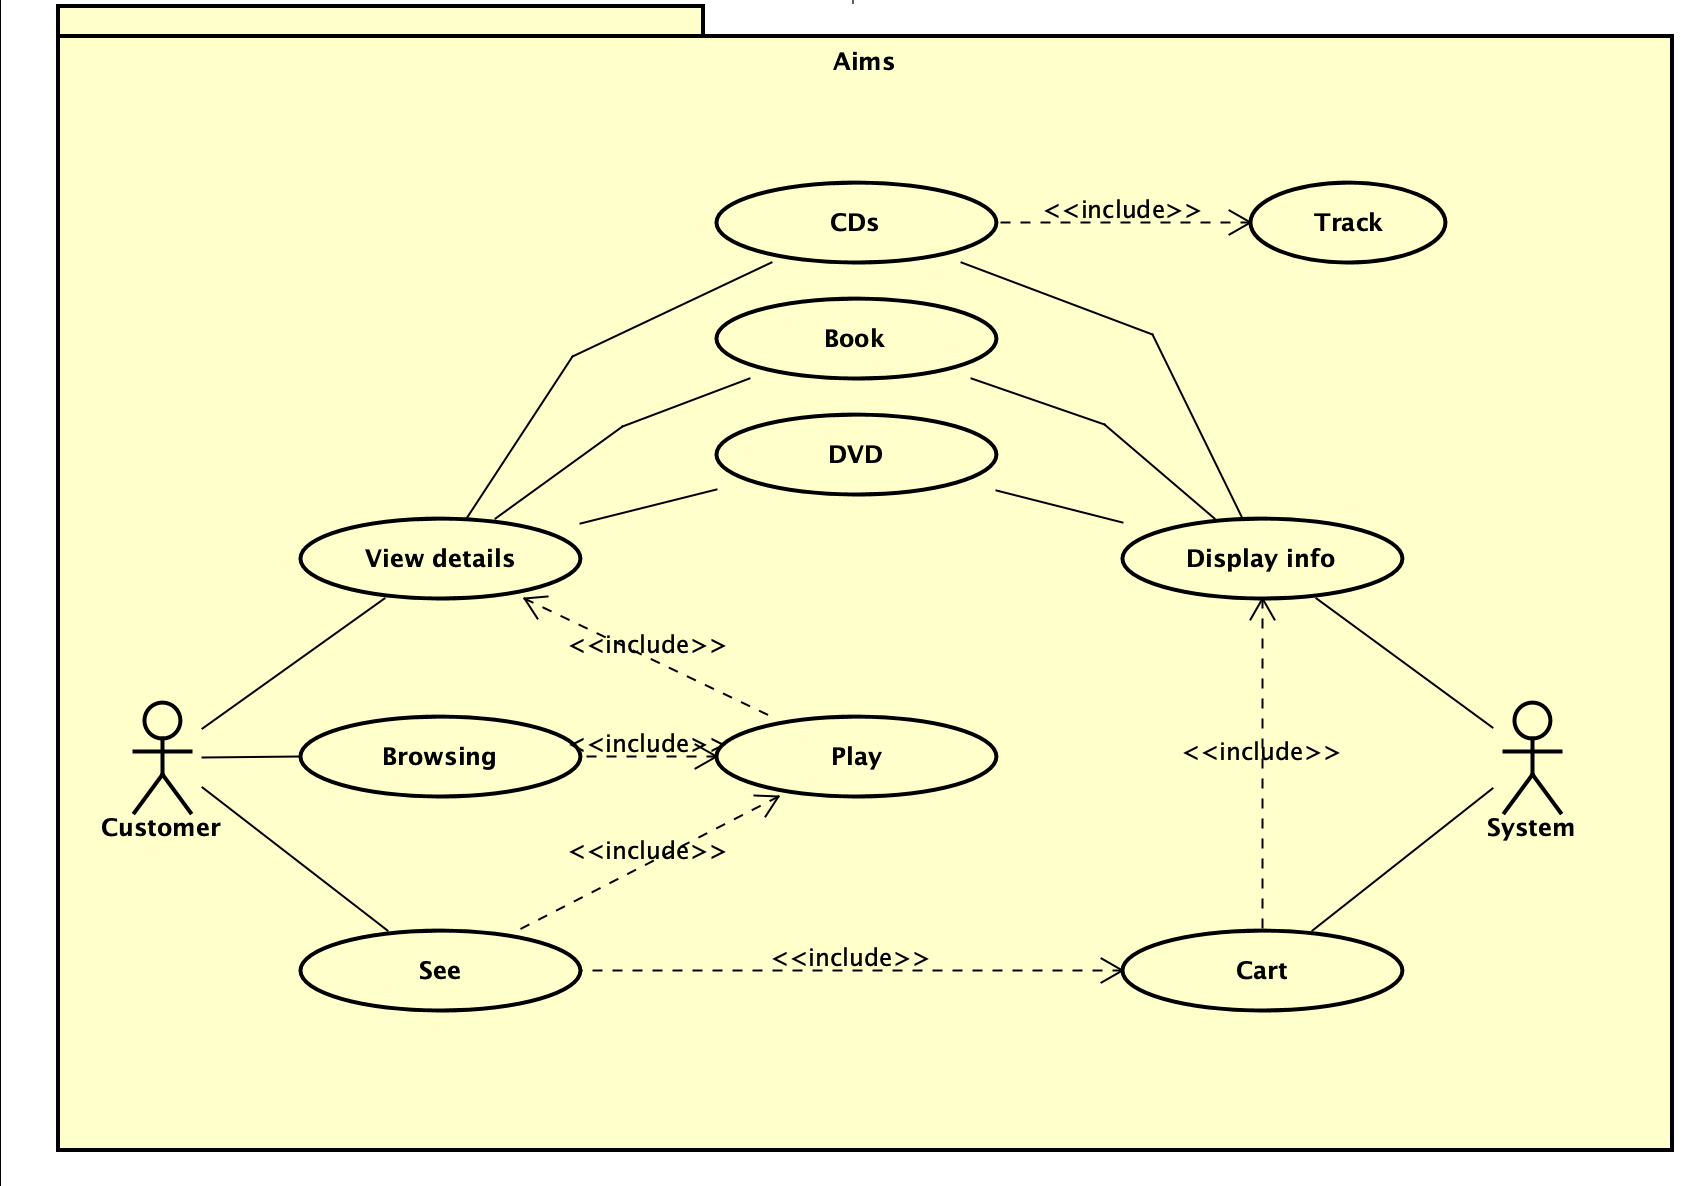 Aims
CDs
<<include>>
Track
Book
DVD
View details
Display info
<<include>>
Browsing
<<include>>
Play
<<include>>
Customer
System
<<include>>
See
<<include>>
Cart